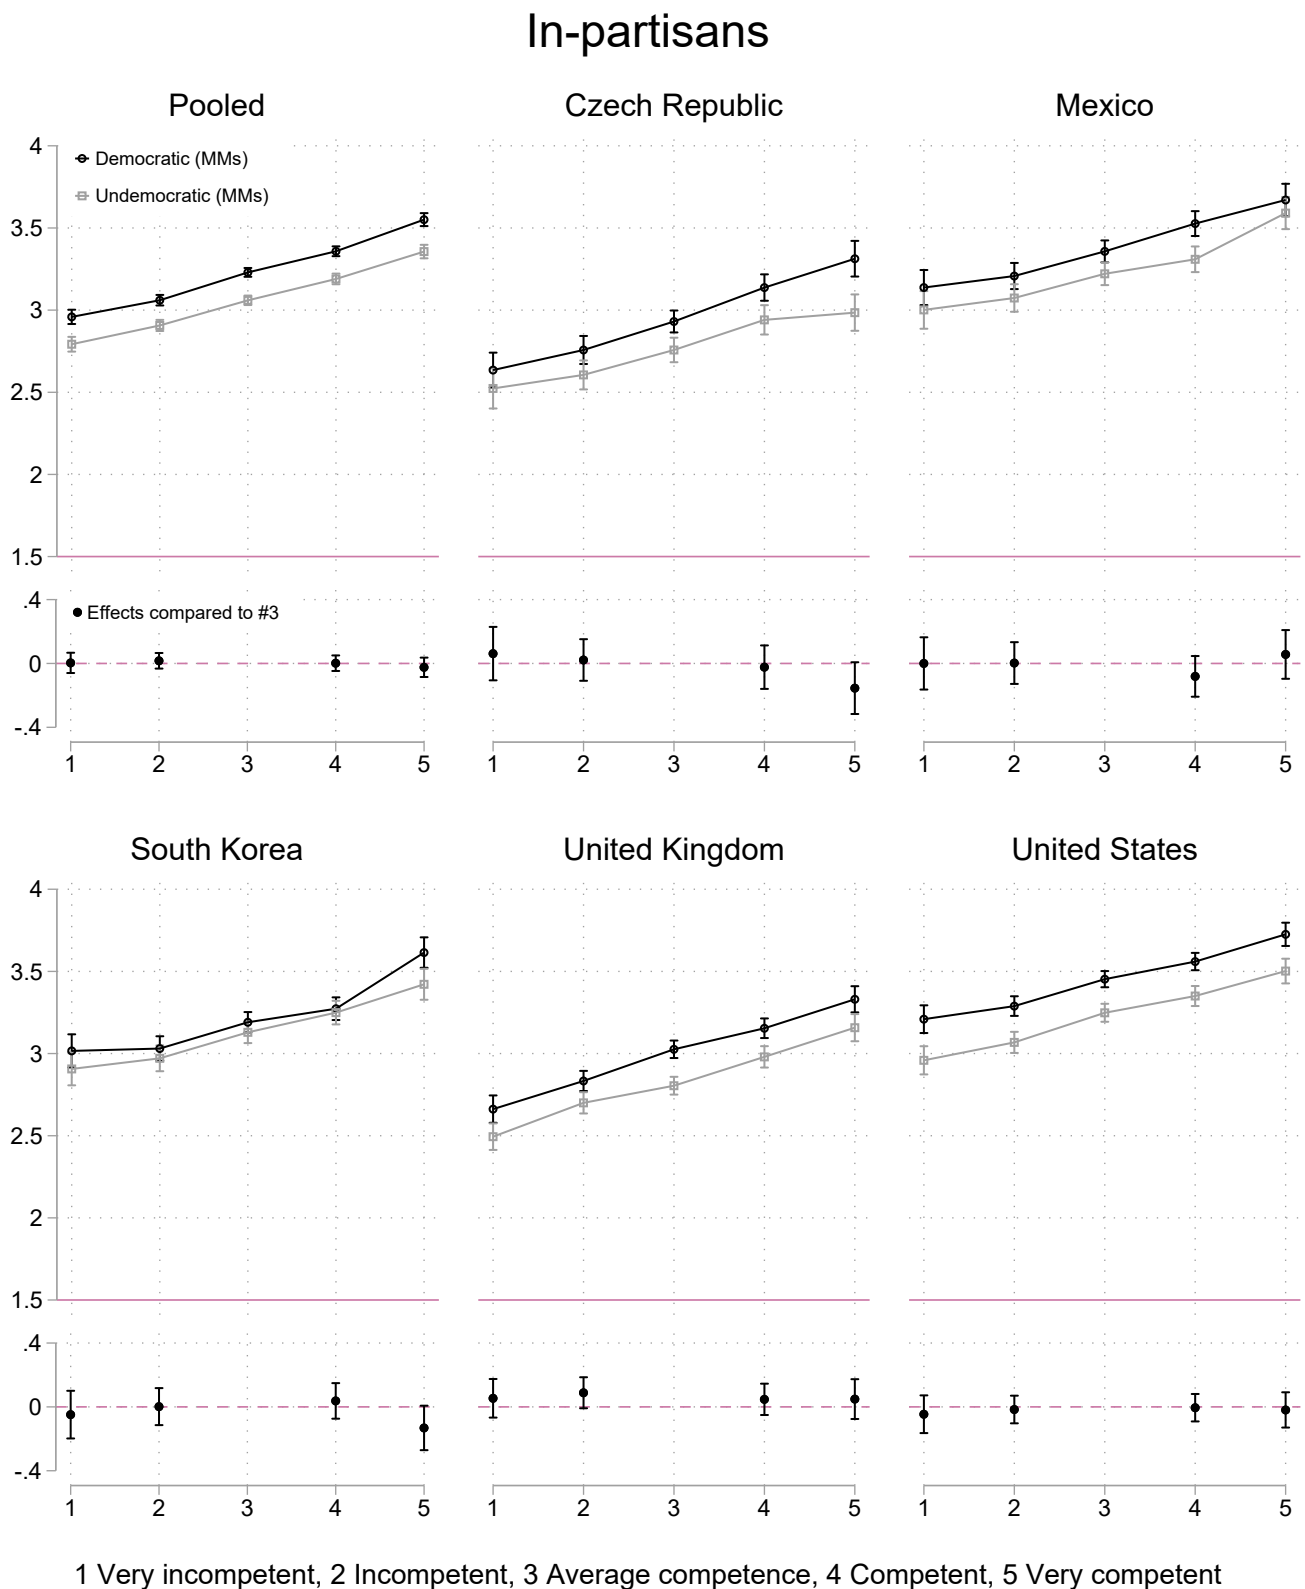 In-partisans
Pooled
Czech Republic
Mexico
4
3.5
3
2.5
2
1.5
Democratic (MMs)
Undemocratic (MMs)
.4
0
-.4
Effects compared to #3
1 2 3 4 5
1 2 3 4 5
1 2 3 4 5
South Korea
United Kingdom
United States
4
3.5
3
2.5
2
1.5
.4
0
-.4
1 2 3 4 5
1 2 3 4 5
1 2 3 4 5
1 Very incompetent, 2 Incompetent, 3 Average competence, 4 Competent, 5 Very competent